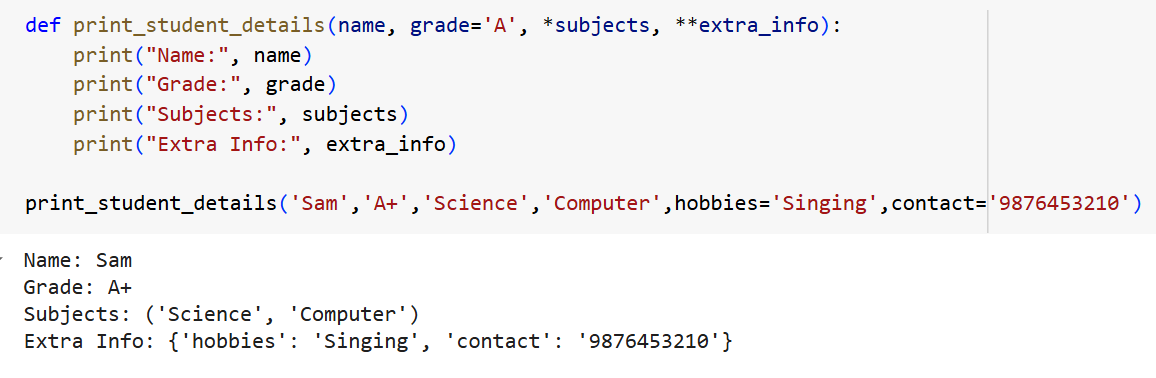 def print_student_details(name, grade='A', *subjects, **extra_info):
    print("Name:", name)
    print("Grade:", grade)
    print("Subjects:", subjects)
    print("Extra Info:", extra_info)

print_student_details('Sam','A+','Science','Computer',hobbies='Singing',contact='9876453210')
Name: Sam
Grade: A+
Subjects: ('Science', 'Computer')
Extra Info: {'hobbies': 'Singing', 'contact': '9876453210'}